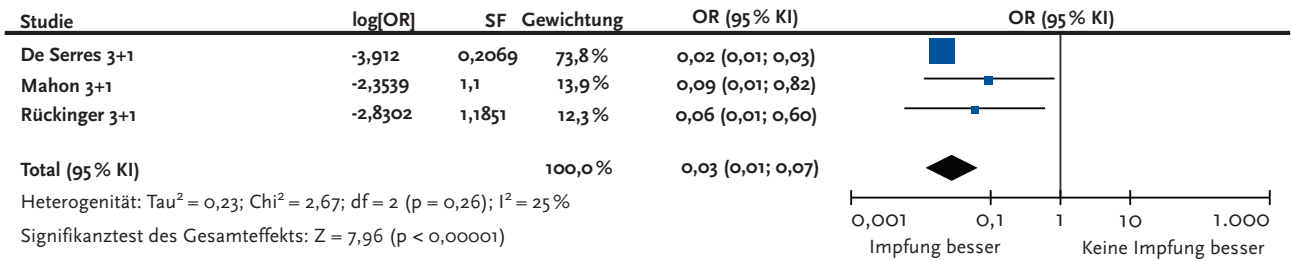 Studie log[OR] SF Gewichtung OR (95 % KI) OR (95 % KI)
De Serres 3+1 -3,912 0,2069 73,8 % 0,02 (0,01; 0,03)
Mahon 3+1 -2,3539 1,1 13,9 % 0,09 (0,01; 0,82)
Rückinger 3+1 -2,8302 1,1851 12,3 % 0,06 (0,01; 0,60)
Total (95 % KI) 100,0 % 0,03 (0,01; 0,07)
Heterogenität: Tau² = 0,23; Chi² = 2,67; df = 2 (p = 0,26); I² = 25 %
Signifikanztest des Gesamteffekts: Z = 7,96 (p < 0,00001)
0,001 0,1 1 10 1.000
Impfung besser Keine Impfung besser